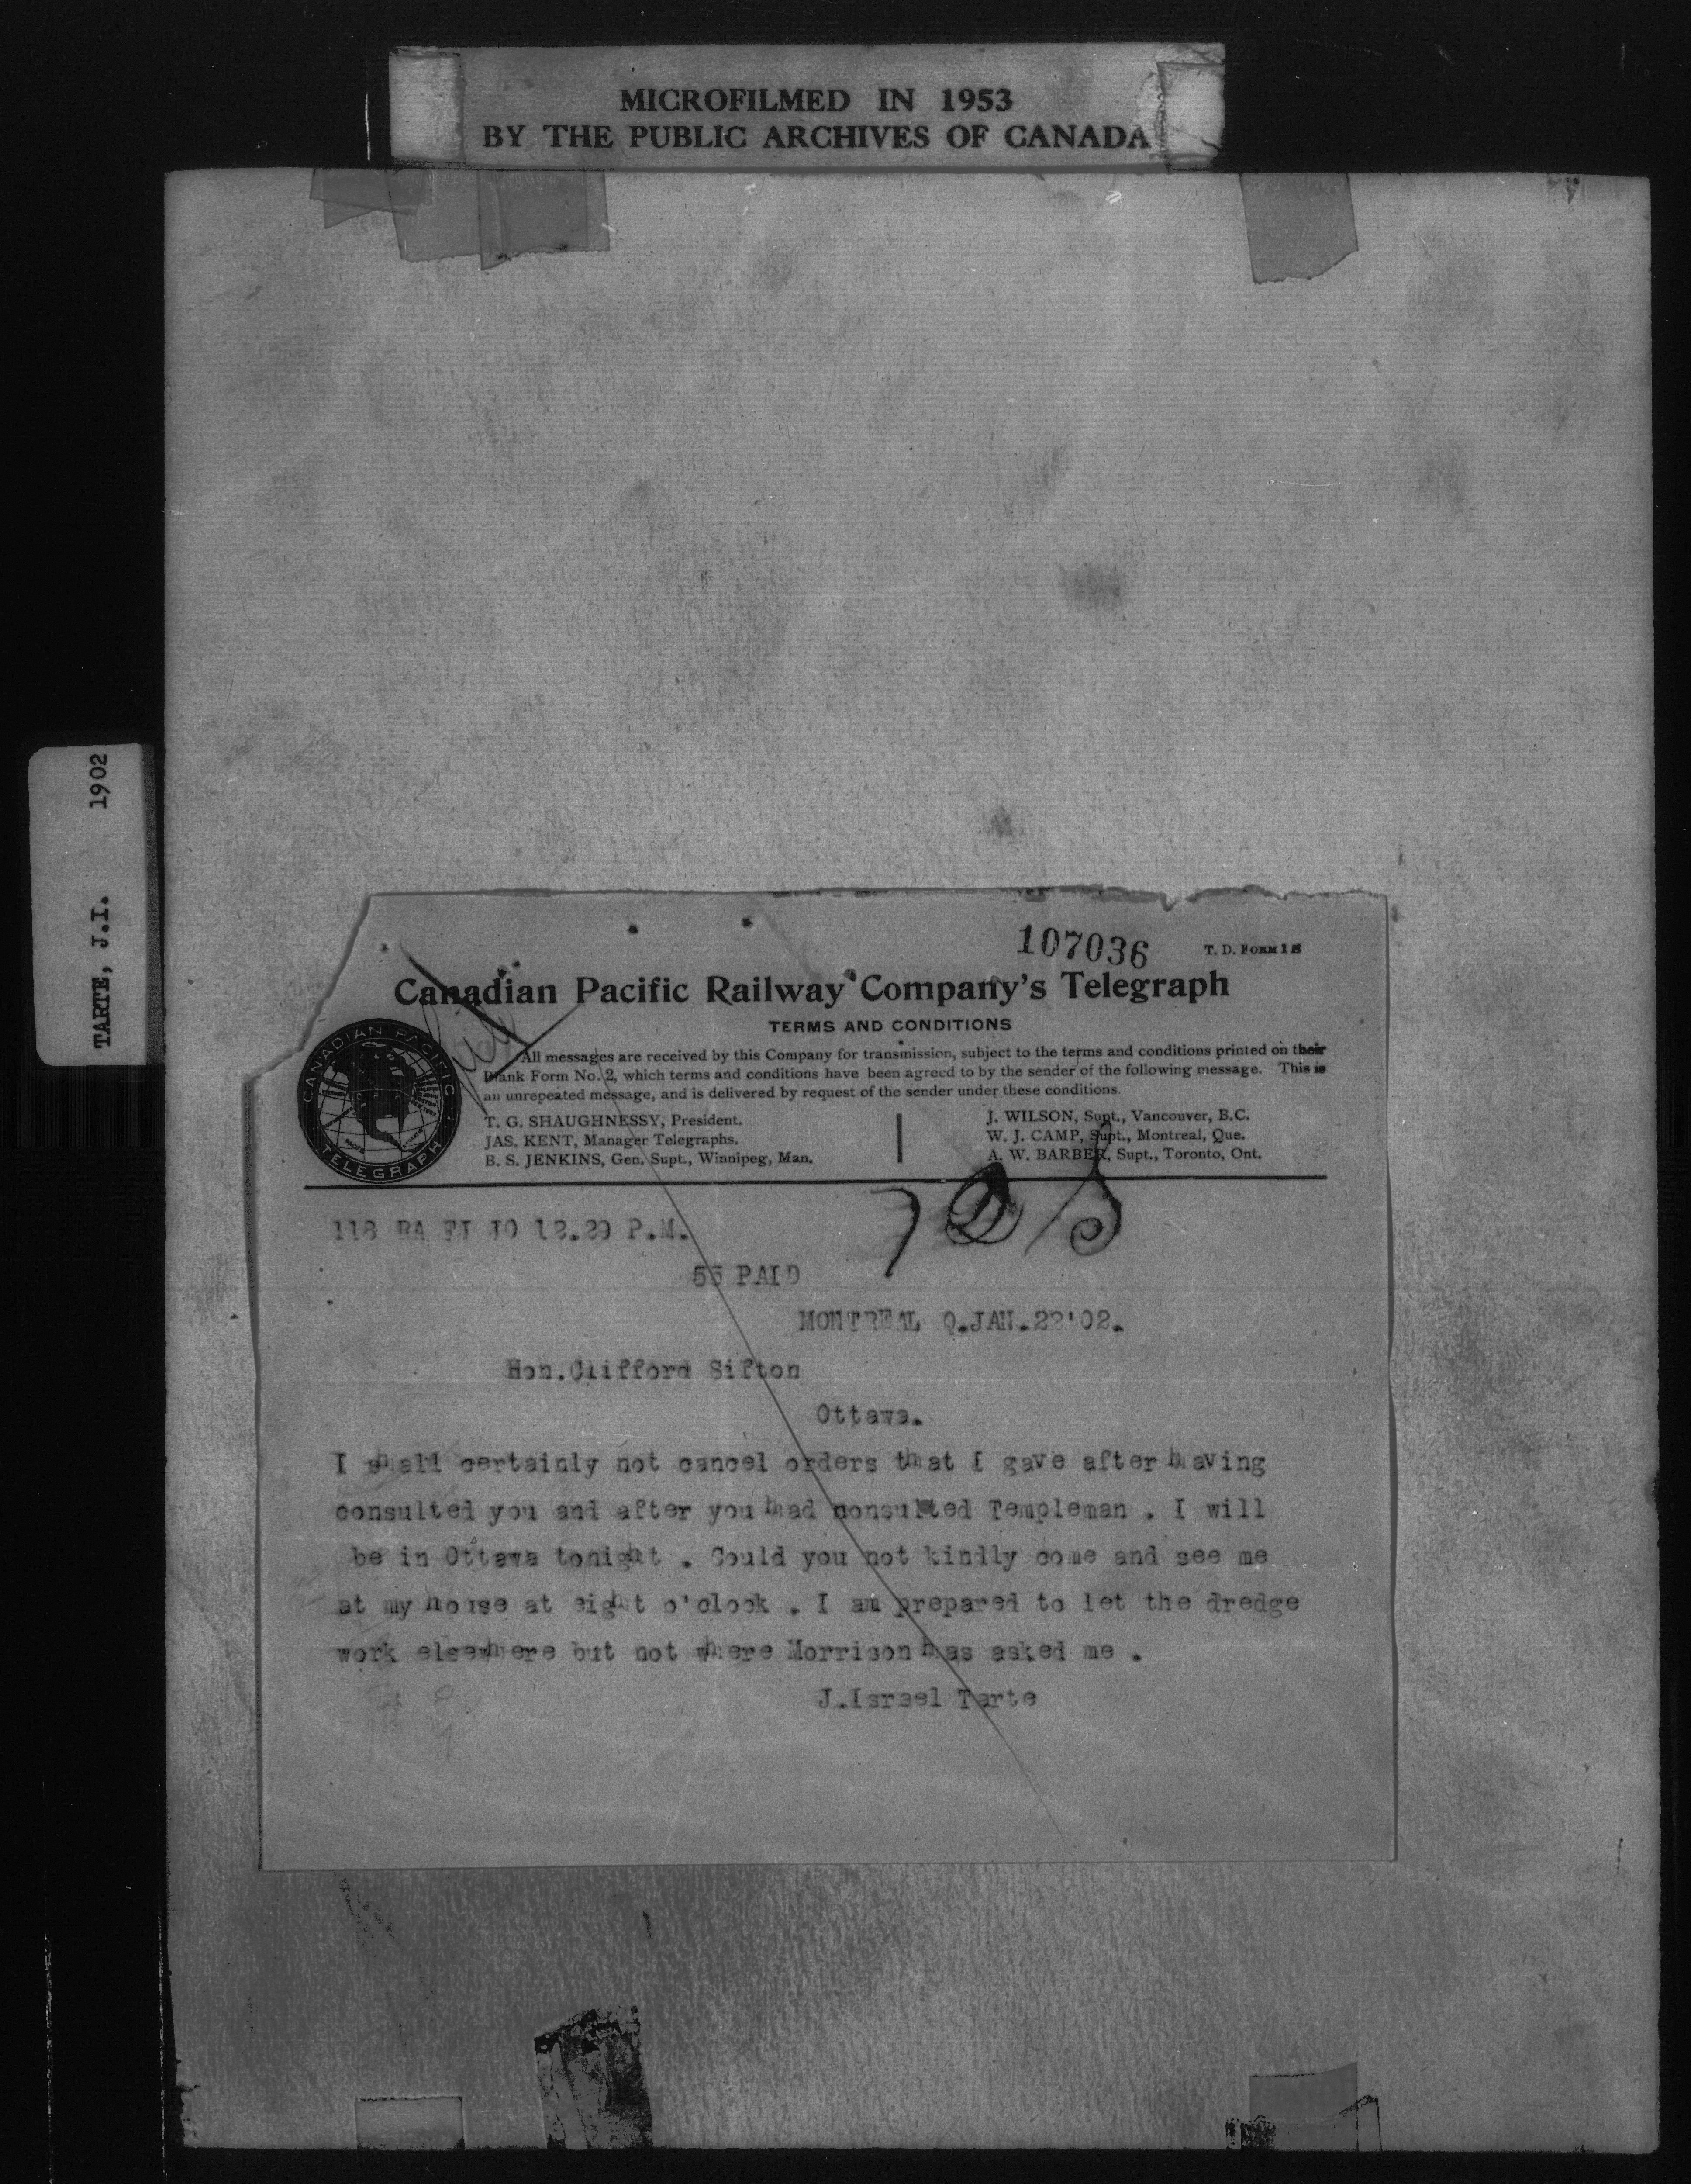 MICROFILMED IN 1953
BY THE PUBLIC ARCHIVES OF CANADA
TARTE, J.I. 1902
107036
T. D. FORM 18
Canadian Pacific Railway Company's Telegraph
TERMS AND CONDITIONS
CANADIAN PACIFIC
TELEGRAPH
All messages are received by this Company for transmission, subject to the terms and conditions printed on their
Blank Form No. 2, which terms and conditions have been agreed to by the sender of the following message. This is
an unrepeated message, and is delivered by request of the sender under these conditions.
T. G. SHAUGHNESSY, President.
JAS. KENT, Manager Telegraphs.
B. S. JENKINS, Gen. Supt., Winnipeg, Man.
J. WILSON, Supt., Vancouver, B.C.
W. J. CAMP, Supt., Montreal, Que.
A. W. BARBER, Supt., Toronto, Ont.
118 RA FI JO 12.29 P.M.
55 PAID
MONTREAL Q.JAN.22'02.
Hon.Clifford Sifton
Ottawa.
I shall certainly not cancel orders that I gave after having
consulted you and after you had consulted Templeman . I will
be in Ottawa tonight . Could you not kindly come and see me
at my house at eight o'clock . I am prepared to let the dredge
work elsewhere but not where Morrison has asked me .
J.Israel Tarte